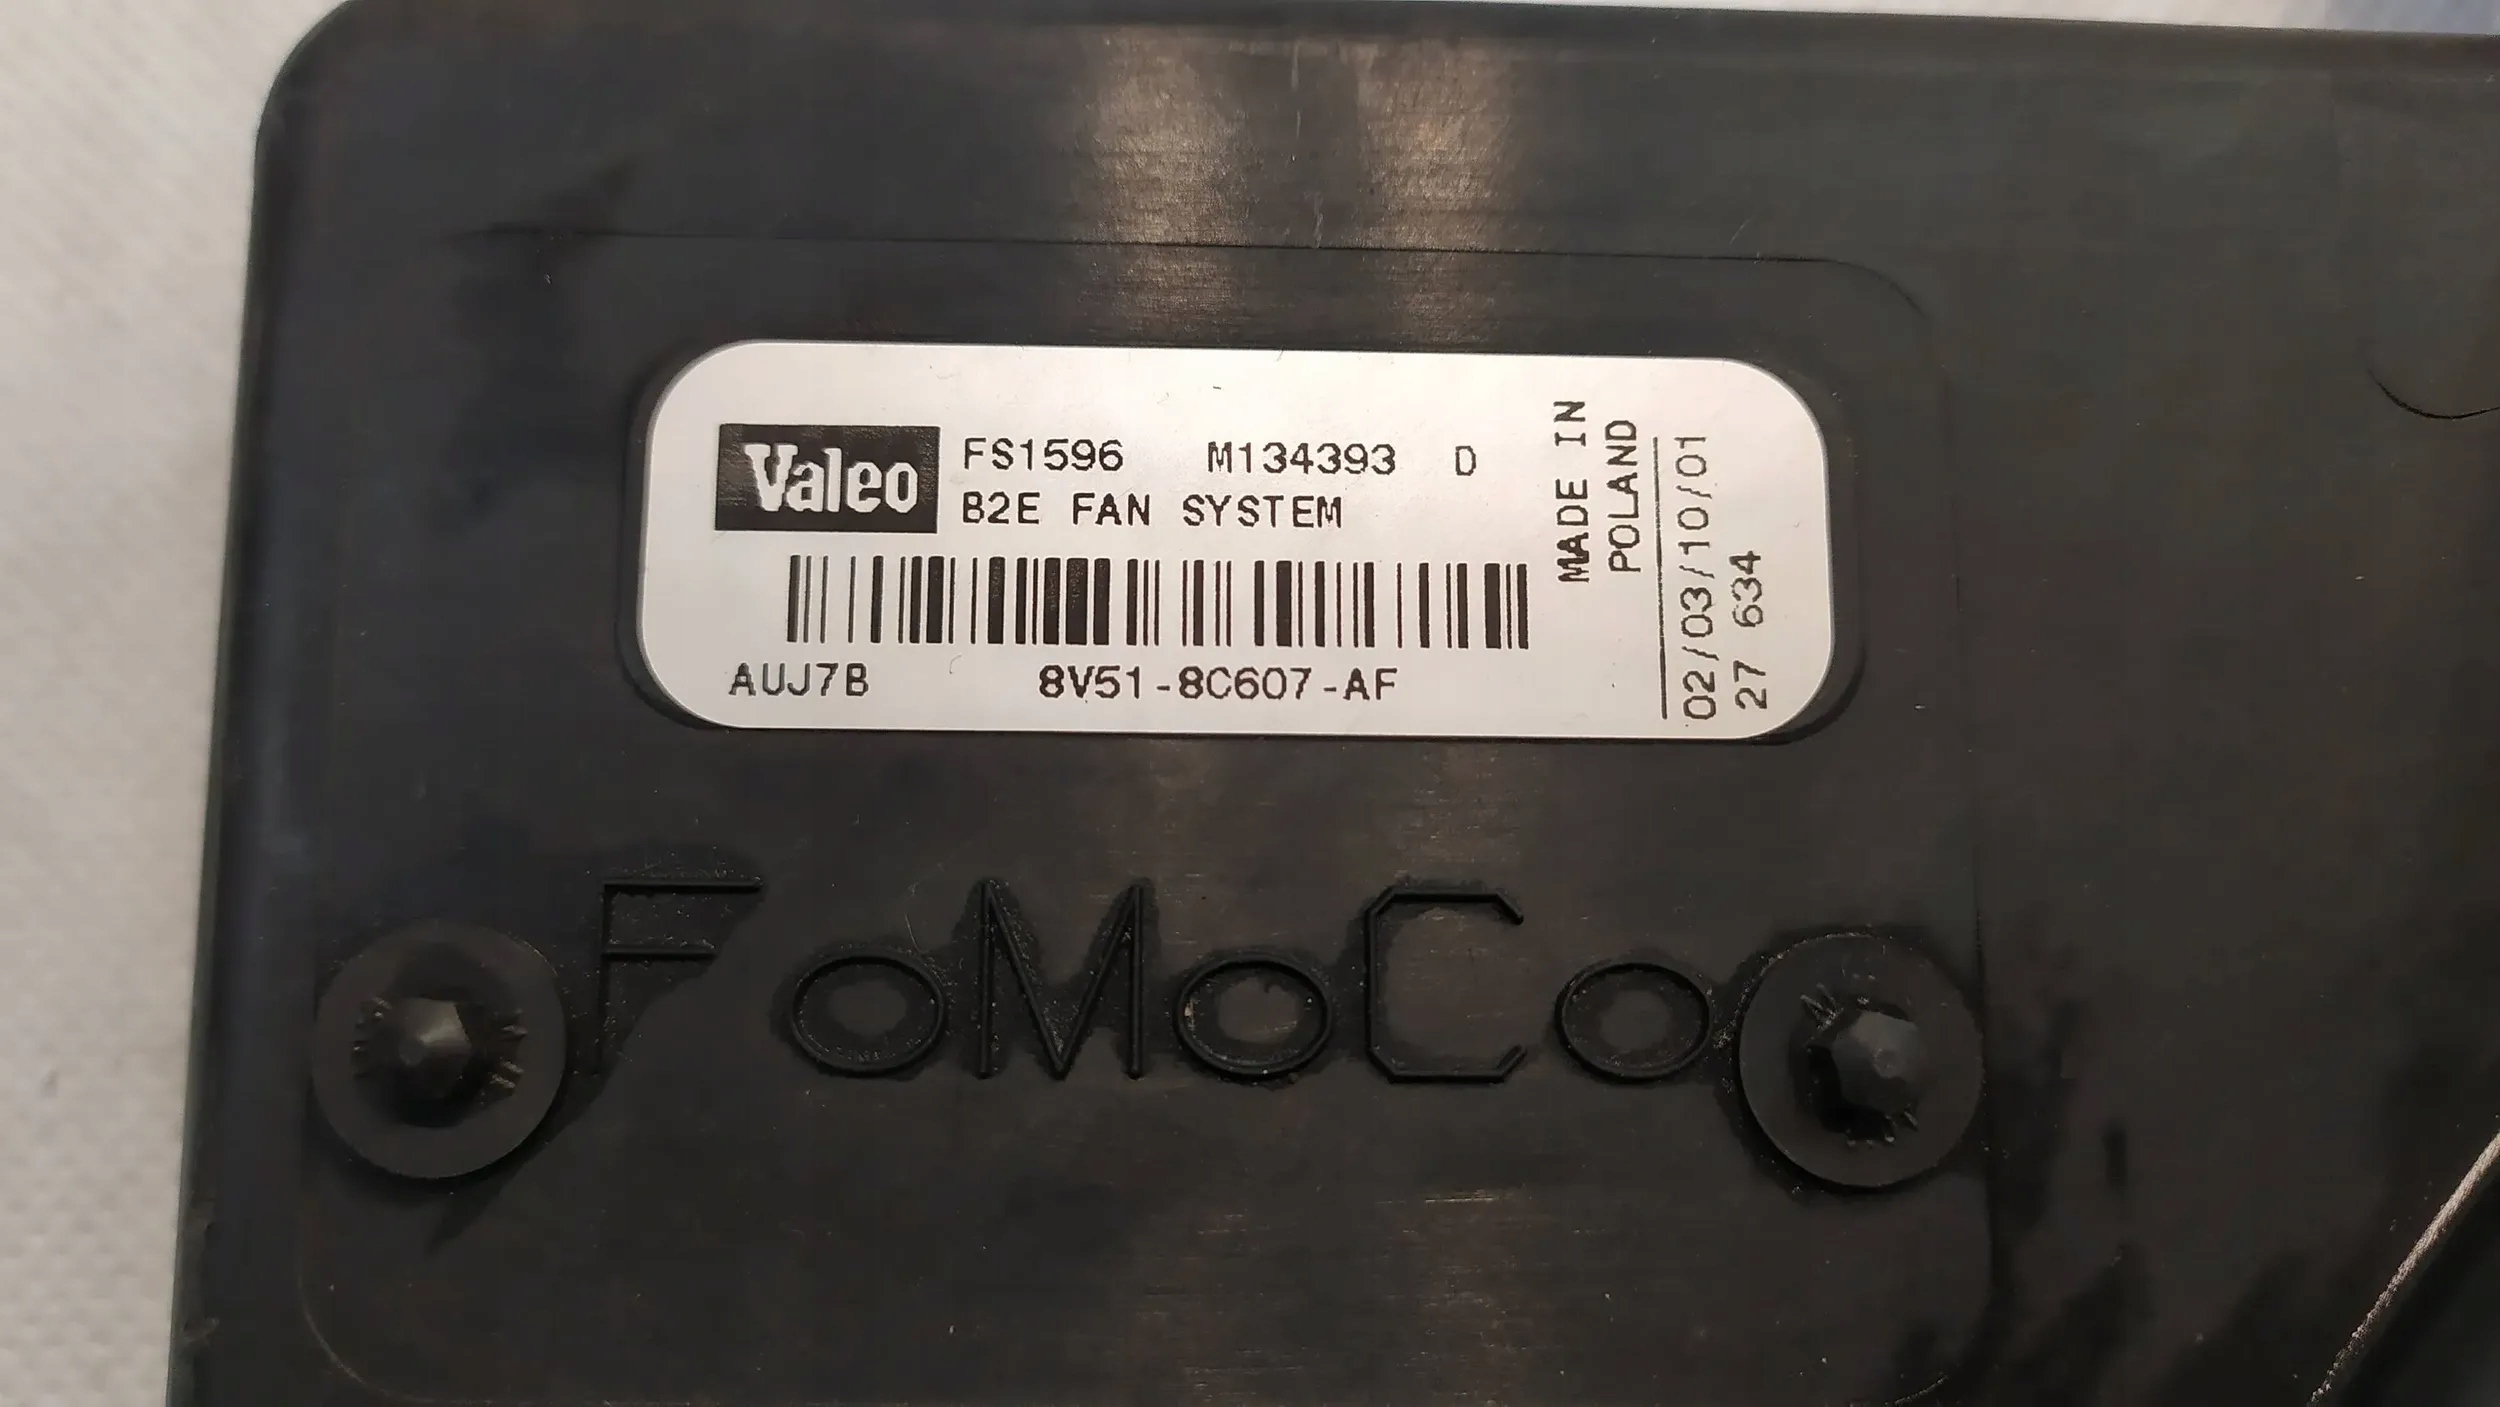 Valeo
FS1596 M134393 D
B2E FAN SYSTEM
AUJ7B 8V51-8C607-AF
MADE IN
POLAND
02/03/10/01
27 634
FoMoCo